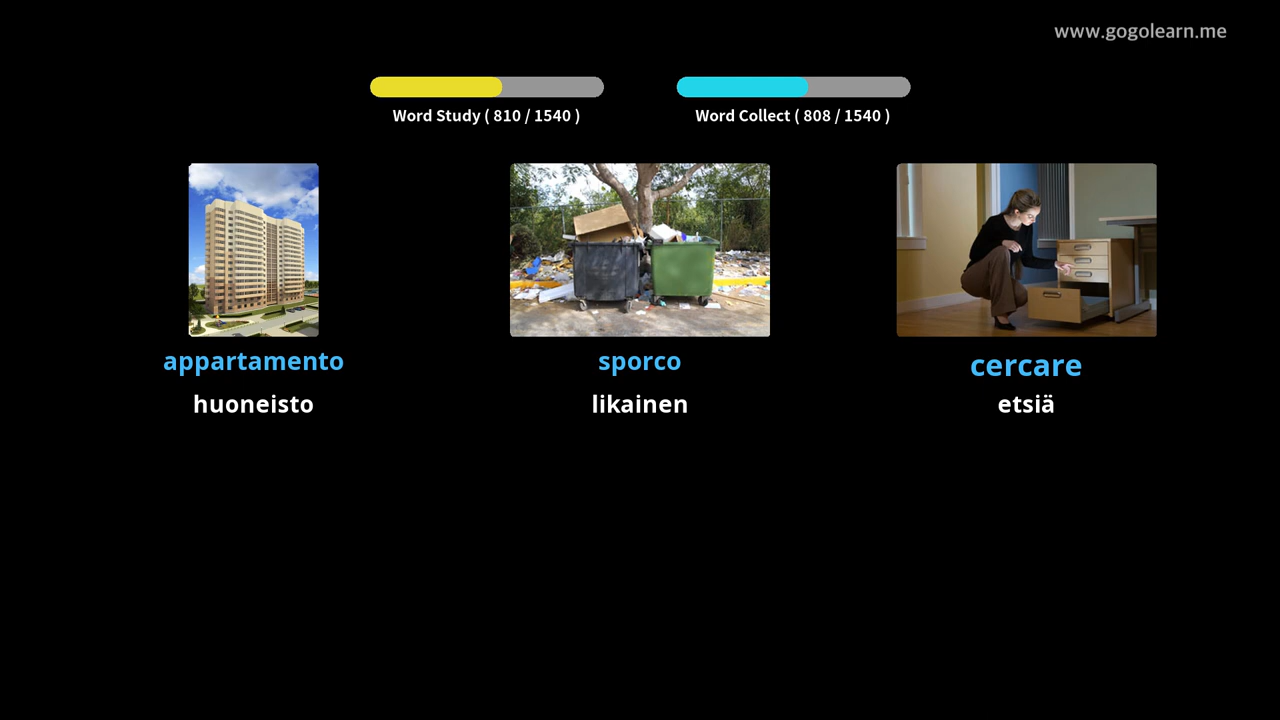 www.gogolearn.me
Word Study ( 810 / 1540 )
Word Collect ( 808 / 1540 )
appartamento
huoneisto
sporco
likainen
cercare
etsiä